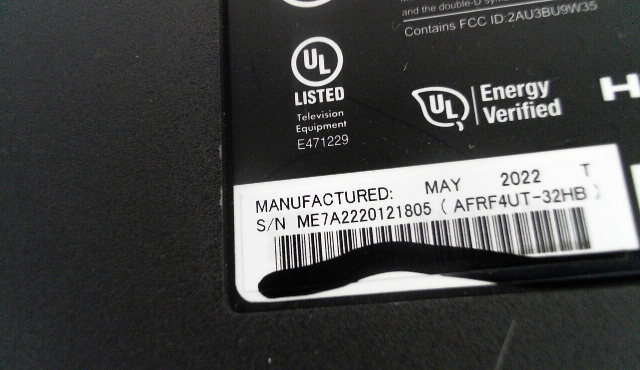 and the double-D sym
Contains FCC ID:2AU3BU9W35
UL
LISTED
Television
Equipment
E471229
UL
Energy
Verified
H
MANUFACTURED: MAY 2022 T
S/N ME7A2220121805 ( AFRF4UT-32HB )